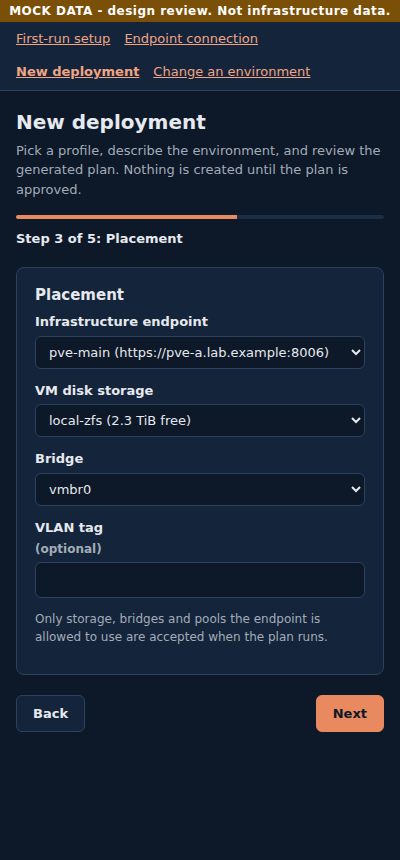 MOCK DATA - design review. Not infrastructure data.
First-run setup Endpoint connection
New deployment Change an environment
New deployment
Pick a profile, describe the environment, and review the
generated plan. Nothing is created until the plan is
approved.
Step 3 of 5: Placement
Placement
Infrastructure endpoint
pve-main (https://pve-a.lab.example:8006)
VM disk storage
local-zfs (2.3 TiB free)
Bridge
vmbr0
VLAN tag
(optional)
Only storage, bridges and pools the endpoint is
allowed to use are accepted when the plan runs.
Back Next